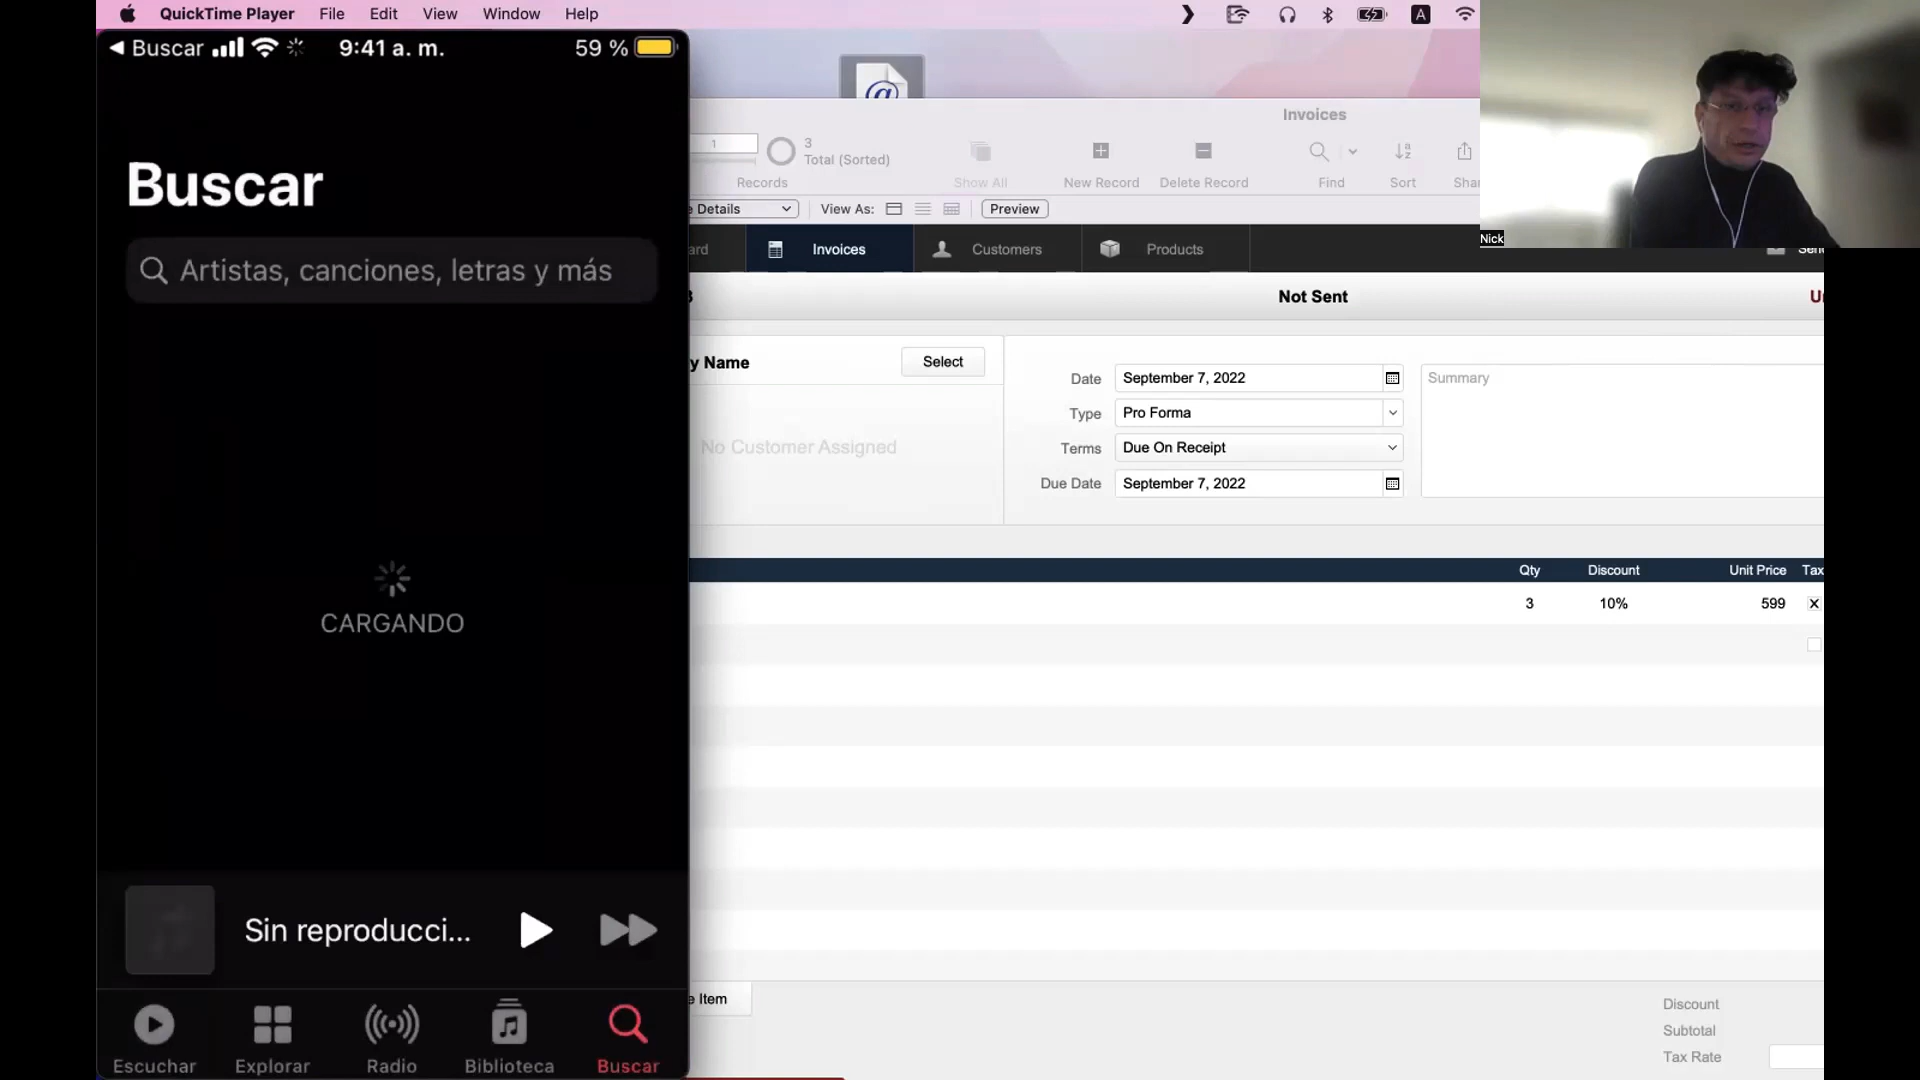 QuickTime Player File Edit View Window Help
A
Buscar 9:41 a. m. 59 %
Buscar
Artistas, canciones, letras y más
CARGANDO
Sin reproducci...
Escuchar Explorar Radio Biblioteca Buscar
@
Invoices
1
3
Total (Sorted)
Records Show All New Record Delete Record Find Sort Sha
e Details View As: Preview
ard Invoices Customers Products
Not Sent
y Name Select
No Customer Assigned
Date September 7, 2022
Type Pro Forma
Terms Due On Receipt
Due Date September 7, 2022
Summary
Qty Discount Unit Price Tax
3 10% 599 X
e Item
Discount
Subtotal
Tax Rate
Nick